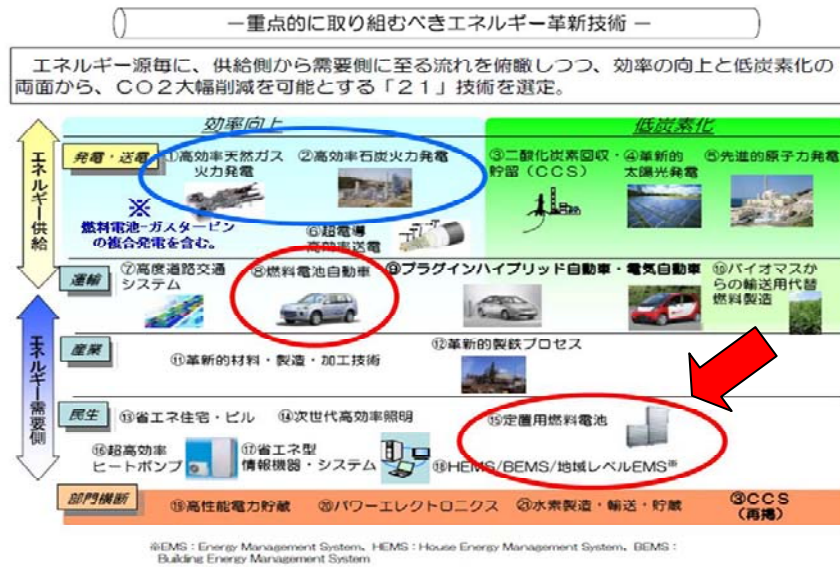 －重点的に取り組むべきエネルギー革新技術－
エネルギー源毎に、供給側から需要側に至る流れを俯瞰しつつ、効率の向上と低炭素化の
両面から、ＣＯ２大幅削減を可能とする「２１」技術を選定。
効率向上
低炭素化
エネルギー供給側
発電・送電
①高効率天然ガス
火力発電
②高効率石炭火力発電
③二酸化炭素回収・
貯留（ＣＣＳ）
④革新的
太陽光発電
⑤先進的原子力発電
※
燃料電池-ガスタービン
の複合発電を含む。
⑥超電導
高効率送電
エネルギー需要側
運輸
⑦高度道路交通
システム
⑧燃料電池自動車
⑨プラグインハイブリッド自動車・電気自動車
⑩バイオマスか
らの輸送用代替
燃料製造
産業
⑪革新的材料・製造・加工技術
⑫革新的製鉄プロセス
民生
⑬省エネ住宅・ビル
⑭次世代高効率照明
⑮定置用燃料電池
⑯超高効率
ヒートポンプ
⑰省エネ型
情報機器・システム
⑱HEMS/BEMS/地域レベルEMS※
部門横断
⑲高性能電力貯蔵
⑳パワーエレクトロニクス
㉑水素製造・輸送・貯蔵
③ＣＣＳ
（再掲）
※EMS：Energy Management System、HEMS：House Energy Management System、BEMS：
Building Energy Management System